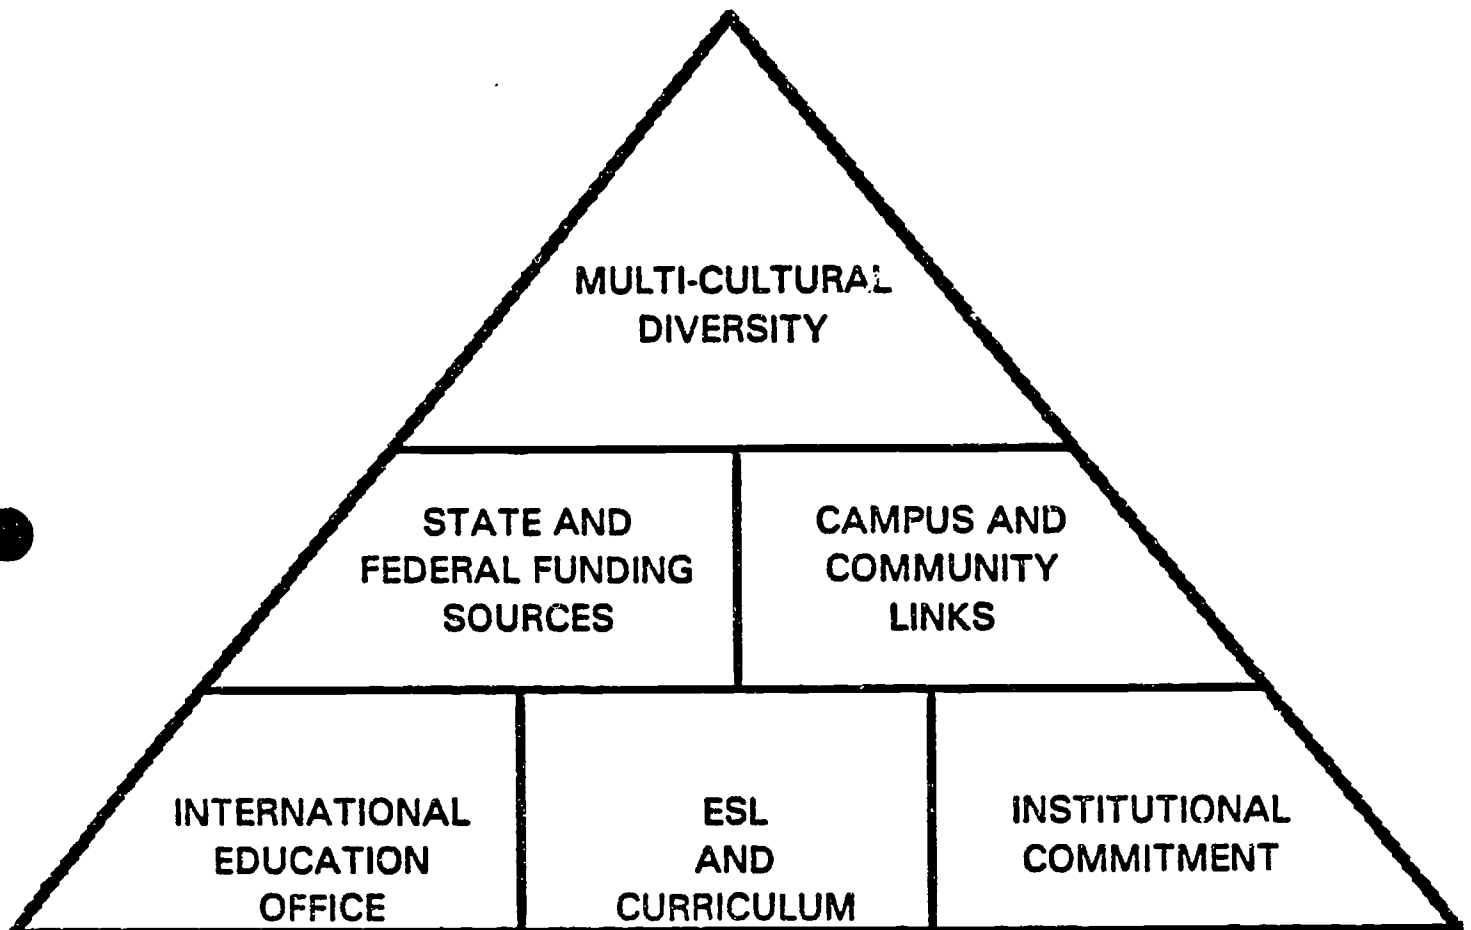 MULTI-CULTURAL
DIVERSITY
STATE AND
FEDERAL FUNDING
SOURCES
CAMPUS AND
COMMUNITY
LINKS
INTERNATIONAL
EDUCATION
OFFICE
ESL
AND
CURRICULUM
INSTITUTIONAL
COMMITMENT